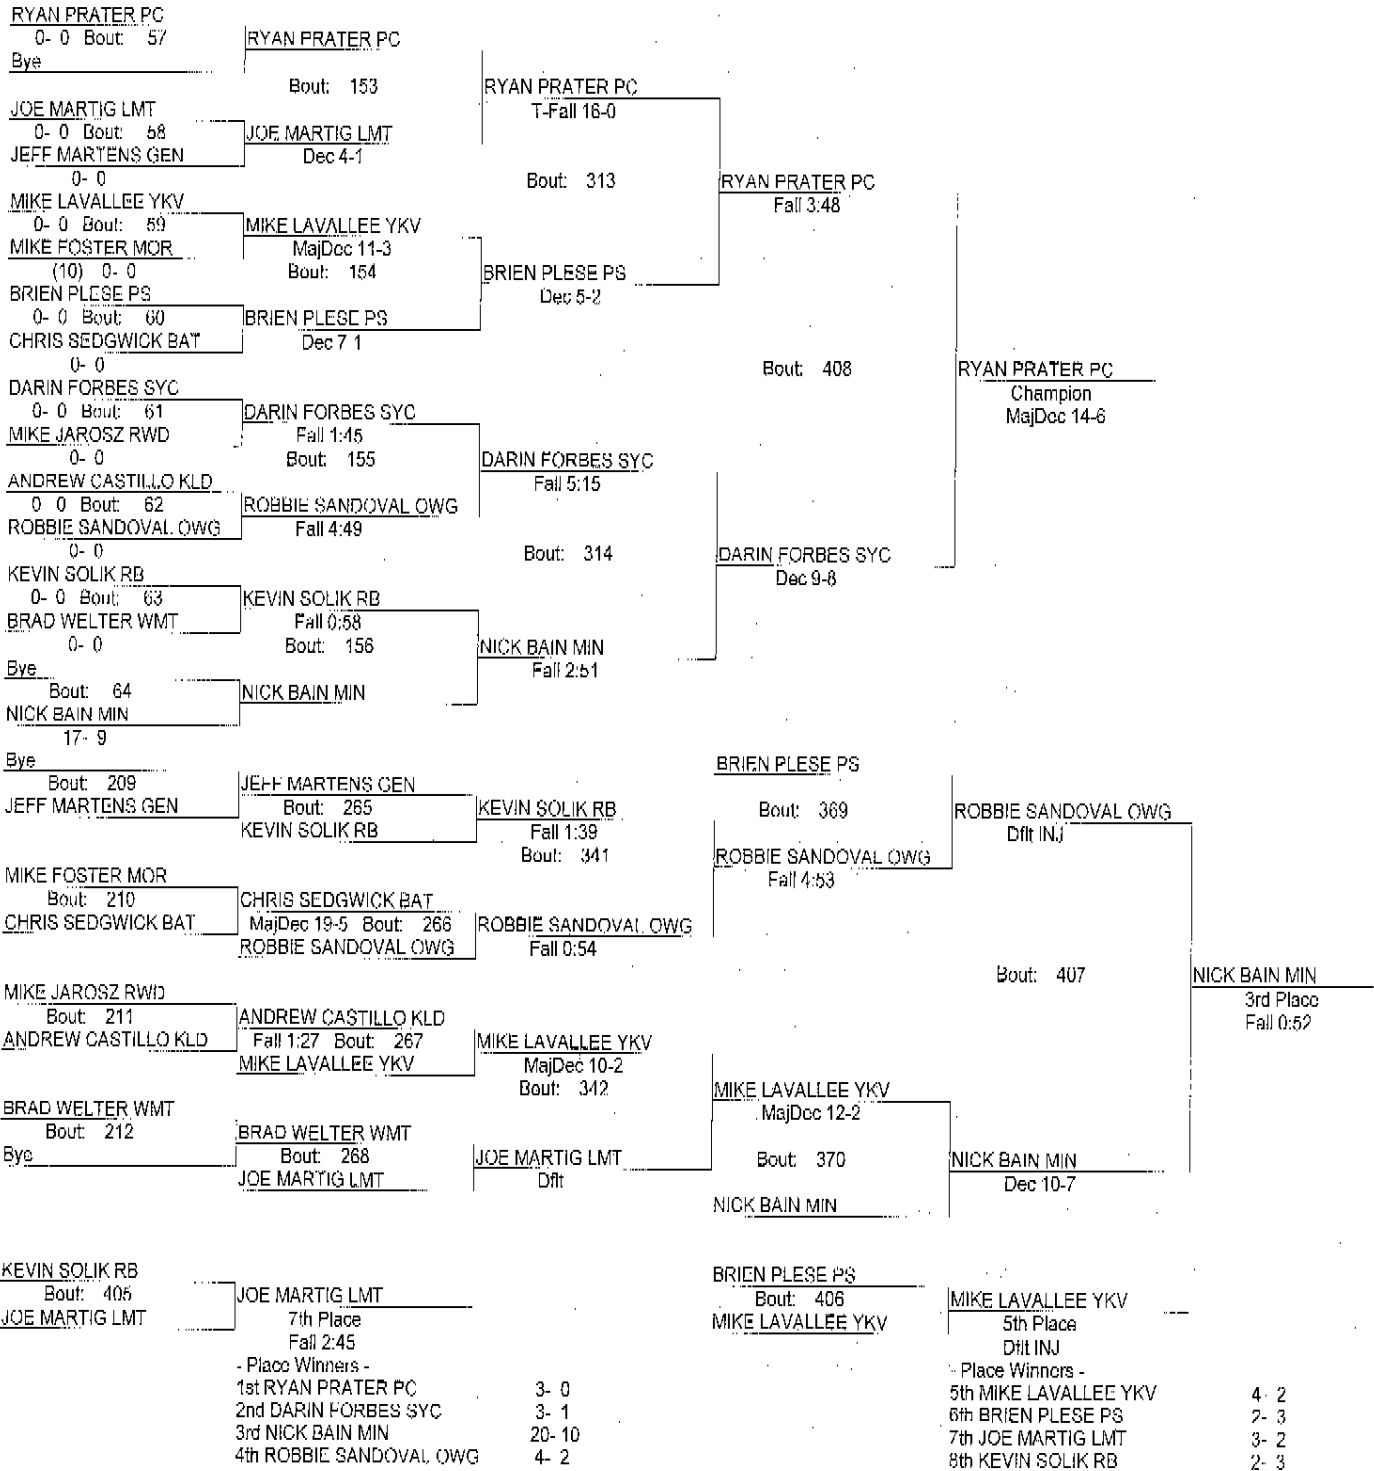 RYAN PRATER PC
0- 0 Bout: 57
Bye
RYAN PRATER PC
Bout: 153
JOE MARTIG LMT
0- 0 Bout: 58
JEFF MARTENS GEN
0- 0
JOE MARTIG LMT
Dec 4-1
RYAN PRATER PC
T-Fall 16-0
Bout: 313
MIKE LAVALLEE YKV
0- 0 Bout: 59
MIKE FOSTER MOR
(10) 0- 0
MIKE LAVALLEE YKV
MajDec 11-3
Bout: 154
BRIEN PLESE PS
0- 0 Bout: 60
CHRIS SEDGWICK BAT
0- 0
BRIEN PLESE PS
Dec 7 1
BRIEN PLESE PS
Dec 5-2
RYAN PRATER PC
Fall 3:48
Bout: 408
RYAN PRATER PC
Champion
MajDec 14-6
DARIN FORBES SYC
0- 0 Bout: 61
MIKE JAROSZ RWD
0- 0
DARIN FORBES SYC
Fall 1:45
Bout: 155
ANDREW CASTILLO KLD
0 0 Bout: 62
ROBBIE SANDOVAL OWG
0- 0
ROBBIE SANDOVAL OWG
Fall 4:49
DARIN FORBES SYC
Fall 5:15
Bout: 314
DARIN FORBES SYC
Dec 9-8
KEVIN SOLIK RB
0- 0 Bout: 63
BRAD WELTER WMT
0- 0
KEVIN SOLIK RB
Fall 0:58
Bout: 156
Bye
Bout: 64
NICK BAIN MIN
17- 9
NICK BAIN MIN
NICK BAIN MIN
Fall 2:51
Bye
Bout: 209
JEFF MARTENS GEN
JEFF MARTENS GEN
Bout: 265
KEVIN SOLIK RB
KEVIN SOLIK RB
Fall 1:39
Bout: 341
BRIEN PLESE PS
Bout: 369
ROBBIE SANDOVAL OWG
Fall 4:53
ROBBIE SANDOVAL OWG
Dflt INJ
MIKE FOSTER MOR
Bout: 210
CHRIS SEDGWICK BAT
CHRIS SEDGWICK BAT
MajDec 19-5 Bout: 266
ROBBIE SANDOVAL OWG
ROBBIE SANDOVAL OWG
Fall 0:54
Bout: 407
NICK BAIN MIN
3rd Place
Fall 0:52
MIKE JAROSZ RWD
Bout: 211
ANDREW CASTILLO KLD
ANDREW CASTILLO KLD
Fall 1:27 Bout: 267
MIKE LAVALLEE YKV
MIKE LAVALLEE YKV
MajDec 10-2
Bout: 342
MIKE LAVALLEE YKV
MajDec 12-2
BRAD WELTER WMT
Bout: 212
Bye
BRAD WELTER WMT
Bout: 268
JOE MARTIG LMT
JOE MARTIG LMT
Dflt
Bout: 370
NICK BAIN MIN
NICK BAIN MIN
Dec 10-7
KEVIN SOLIK RB
Bout: 405
JOE MARTIG LMT
JOE MARTIG LMT
7th Place
Fall 2:45
BRIEN PLESE PS
Bout: 406
MIKE LAVALLEE YKV
MIKE LAVALLEE YKV
5th Place
Dflt INJ
- Place Winners -
1st RYAN PRATER PC 3- 0
2nd DARIN FORBES SYC 3- 1
3rd NICK BAIN MIN 20- 10
4th ROBBIE SANDOVAL OWG 4- 2
- Place Winners -
5th MIKE LAVALLEE YKV 4- 2
6th BRIEN PLESE PS 2- 3
7th JOE MARTIG LMT 3- 2
8th KEVIN SOLIK RB 2- 3